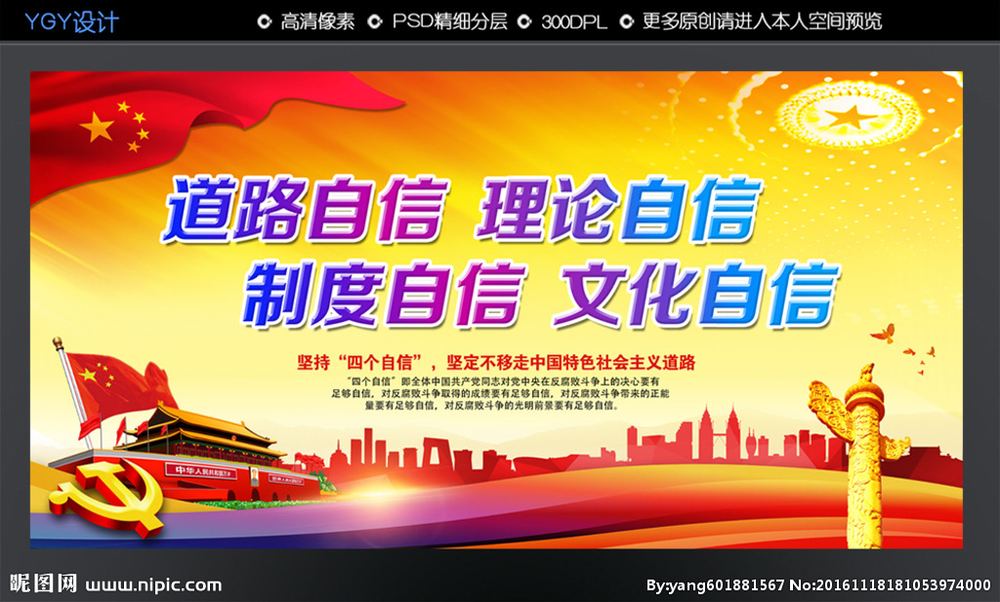 YGY设计
高清像素 PSD精细分层 300DPL 更多原创请进入本人空间预览
道路自信 理论自信
制度自信 文化自信
坚持“四个自信”，坚定不移走中国特色社会主义道路
“四个自信”即全体中国共产党同志对党中央在反腐败斗争上的决心要有
足够自信，对反腐败斗争取得的成绩要有足够自信，对反腐败斗争带来的正能
量要有足够自信，对反腐败斗争的光明前景要有足够自信。
中华人民共和国万岁
昵图网 www.nipic.com
By:yang601881567 No:20161118181053974000